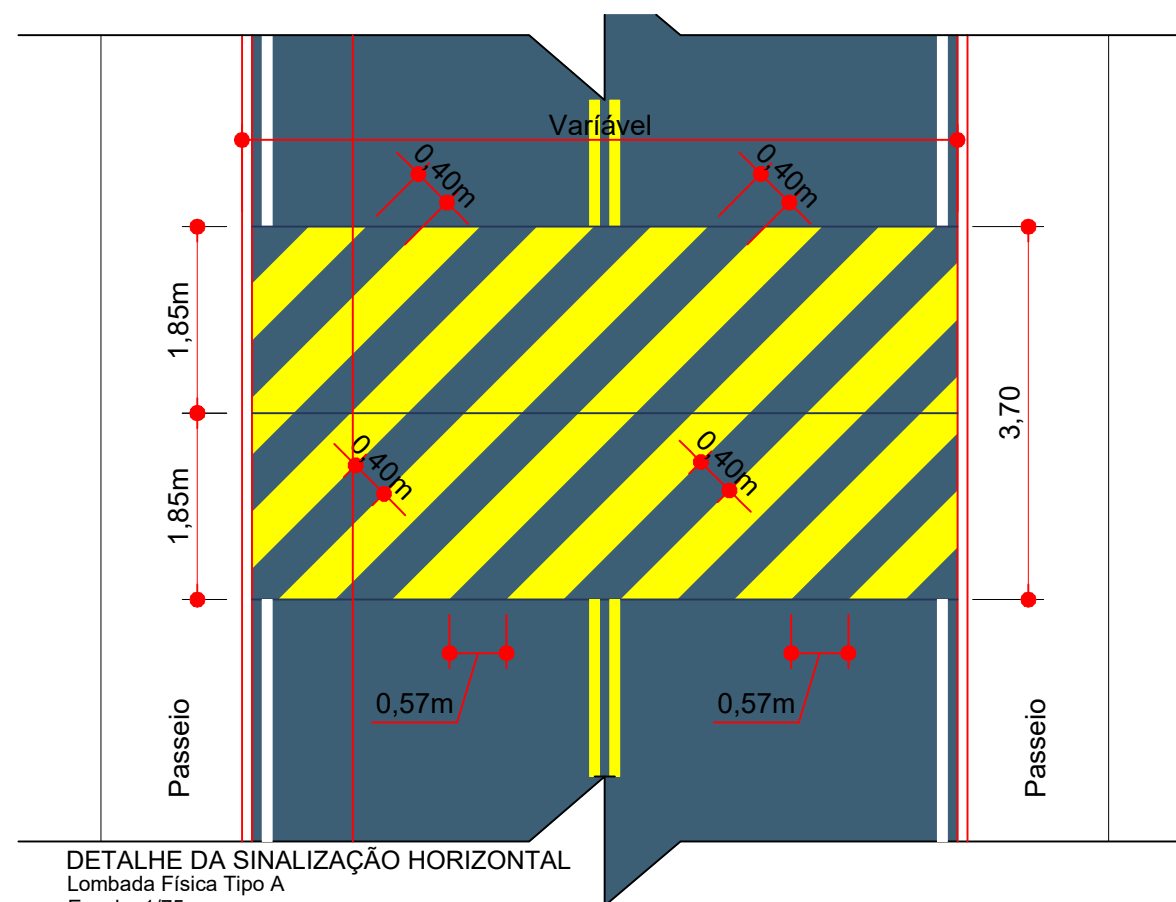 Varíável
0,40m
0,40m
1,85m
1,85m
3,70
0,40m
0,40m
0,57m
0,57m
Passeio
Passeio
DETALHE DA SINALIZAÇÃO HORIZONTAL
Lombada Física Tipo A